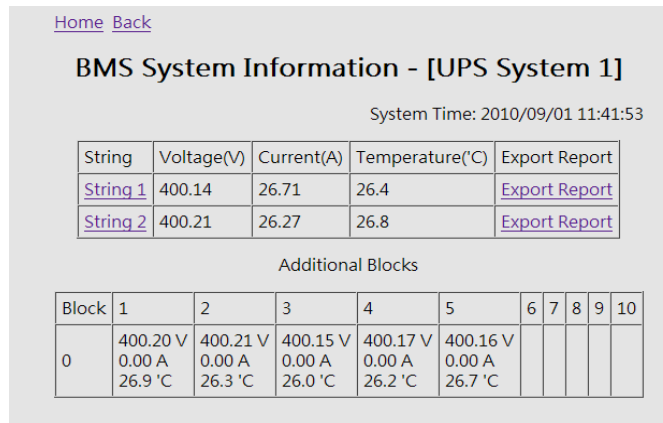 Home Back
BMS System Information - [UPS System 1]
System Time: 2010/09/01 11:41:53
String Voltage(V) Current(A) Temperature('C) Export Report
String 1 400.14 26.71 26.4 Export Report
String 2 400.21 26.27 26.8 Export Report
Additional Blocks
Block 1 2 3 4 5 6 7 8 9 10
400.20 V 400.21 V 400.15 V 400.17 V 400.16 V
0 0.00 A 0.00 A 0.00 A 0.00 A 0.00 A
26.9 'C 26.3 'C 26.0 'C 26.2 'C 26.7 'C